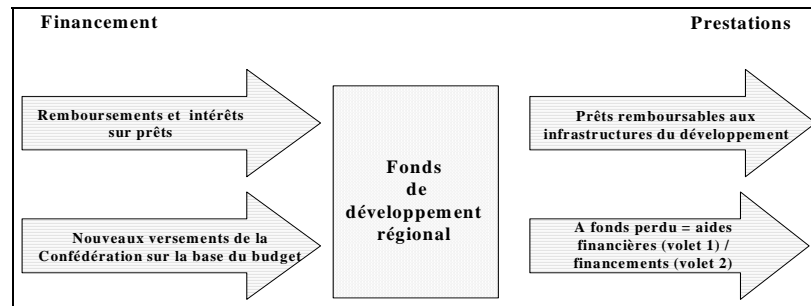 Financement
Prestations
Remboursements et intérêts
sur prêts
Prêts remboursables aux
infrastructures du développement
Fonds
de
développement
régional
Nouveaux versements de la
Confédération sur la base du budget
A fonds perdu = aides
financières (volet 1) /
financements (volet 2)